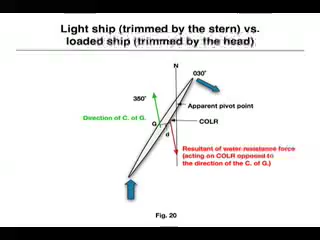 Light ship (trimmed by the stern) vs.
loaded ship (trimmed by the head)
N
030°
350°
Apparent pivot point
Direction of C. of G.
G
COLR
d
Resultant of water resistance force
(acting on COLR opposed to
the direction of the C. of G.)
Fig. 20